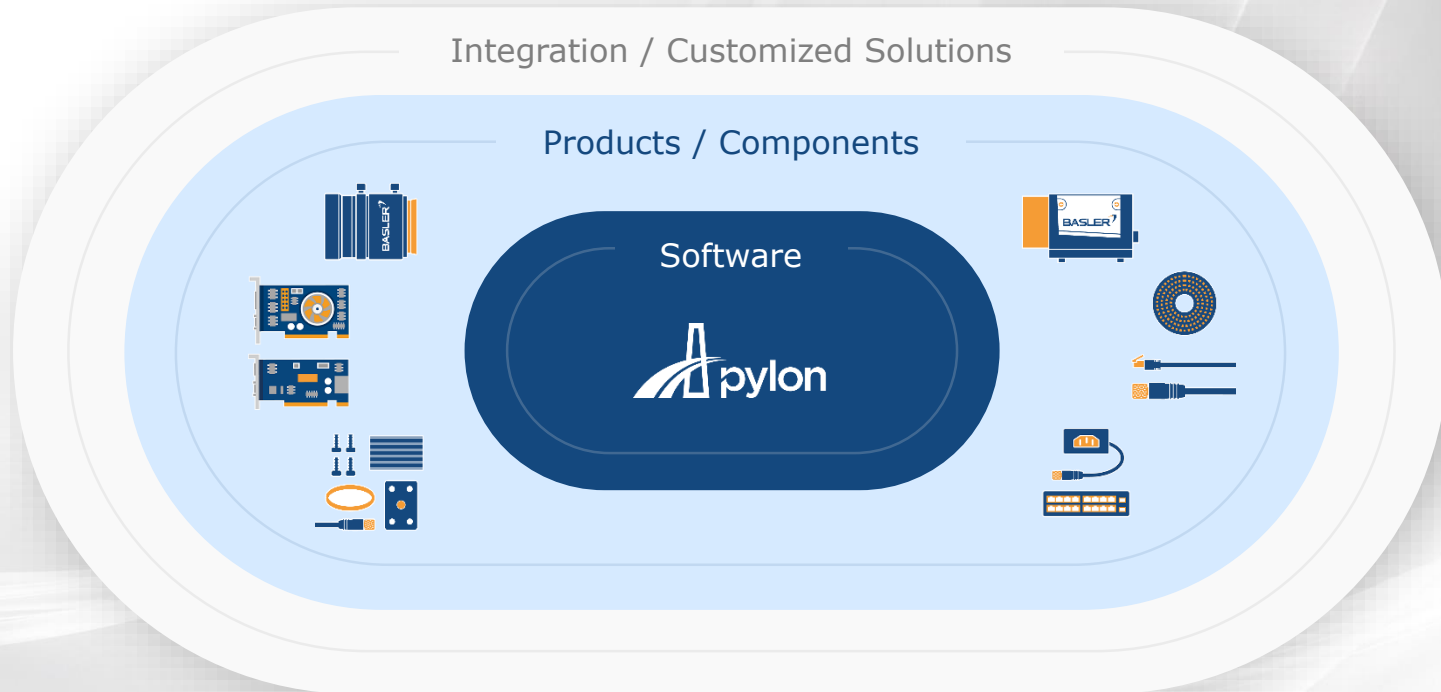 Integration / Customized Solutions
Products / Components
BASLER
BASLER
Software
pylon